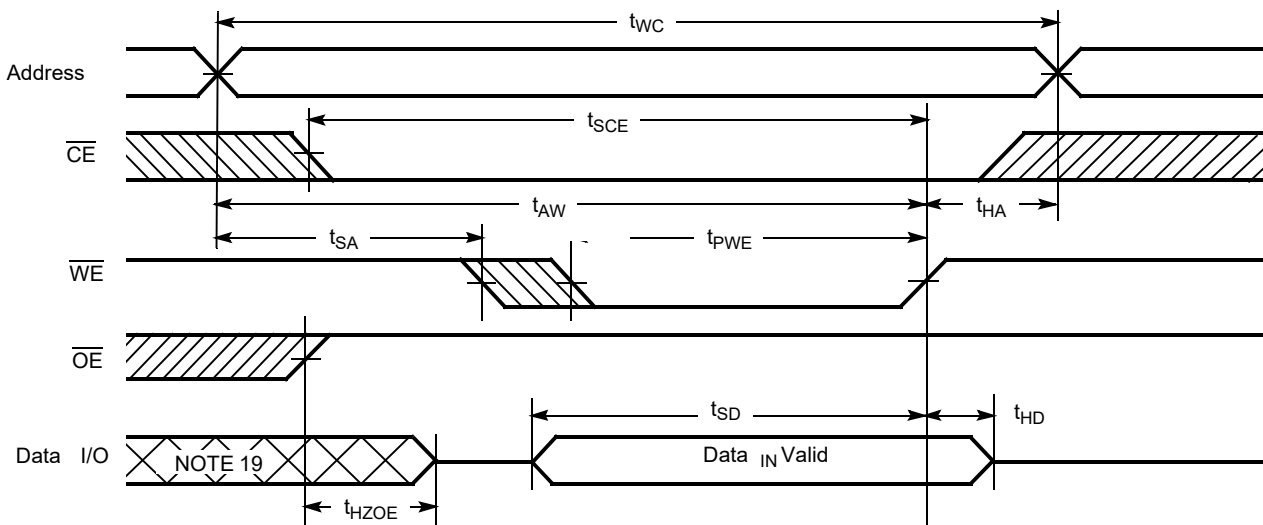 tWC
Address
tSCE
CE
tAW
tHA
tSA
tPWE
WE
OE
tSD
tHD
Data I/O
NOTE 19
Data IN Valid
tHZOE